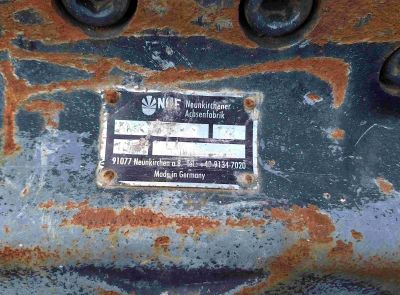 NAF Neunkirchener
Achsenfabrik
91077 Neunkirchen a.B. Tel.: +49 9134-7020
Made in Germany